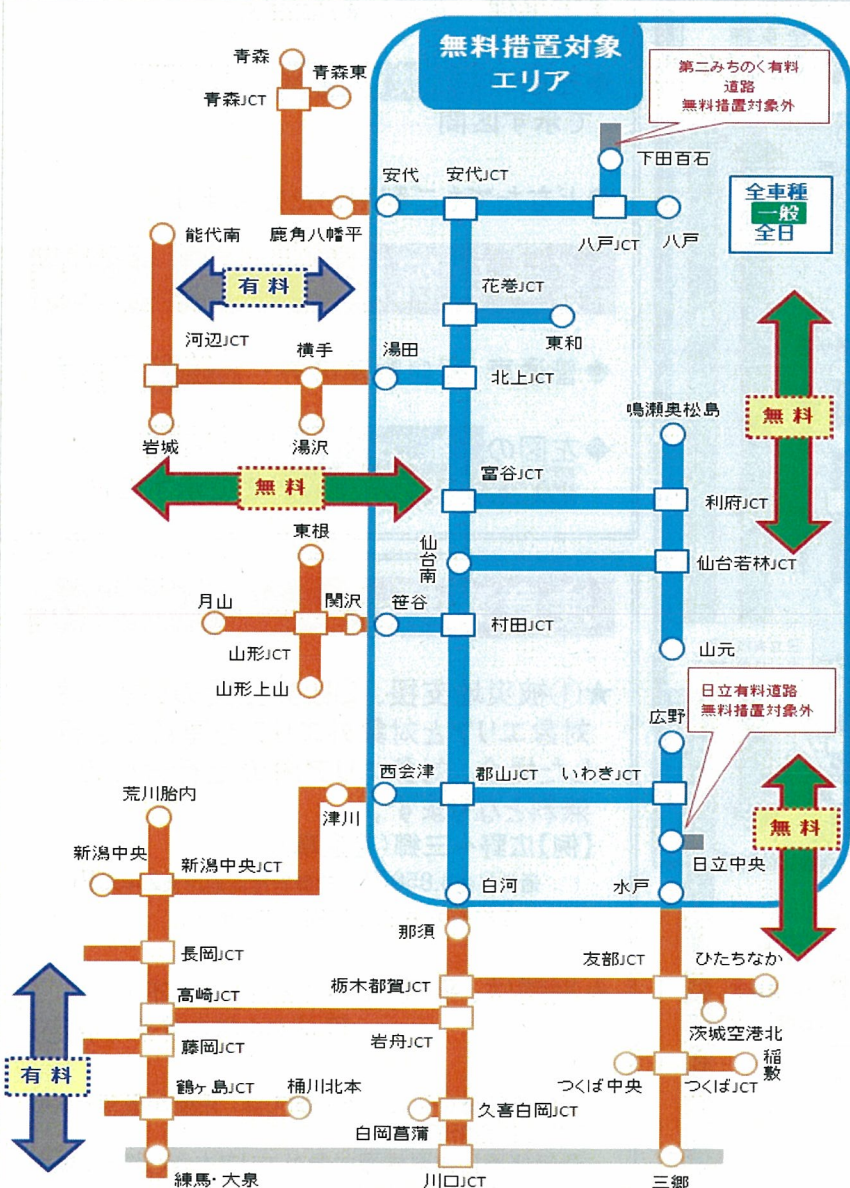 無料措置対象
エリア
第二みちのく有料
道路
無料措置対象外
全車種
一般
全日
青森
青森東
青森JCT
鹿角八幡平
安代
安代JCT
下田百石
八戸JCT
八戸
能代南
有料
花巻JCT
東和
河辺JCT
横手
湯田
北上JCT
岩城
湯沢
無料
鳴瀬奥松島
無料
富谷JCT
利府JCT
仙台南
仙台若林JCT
東根
月山
関沢
笹谷
村田JCT
山形JCT
山形上山
山元
日立有料道路
無料措置対象外
広野
西会津
郡山JCT
いわきJCT
津川
荒川胎内
新潟中央
新潟中央JCT
無料
日立中央
白河
水戸
那須
長岡JCT
友部JCT
ひたちなか
高崎JCT
栃木都賀JCT
茨城空港北
岩舟JCT
藤岡JCT
有料
つくば中央
つくばJCT
稲敷
鶴ヶ島JCT
桶川北本
白岡菖蒲
久喜白岡JCT
練馬・大泉
川口JCT
三郷